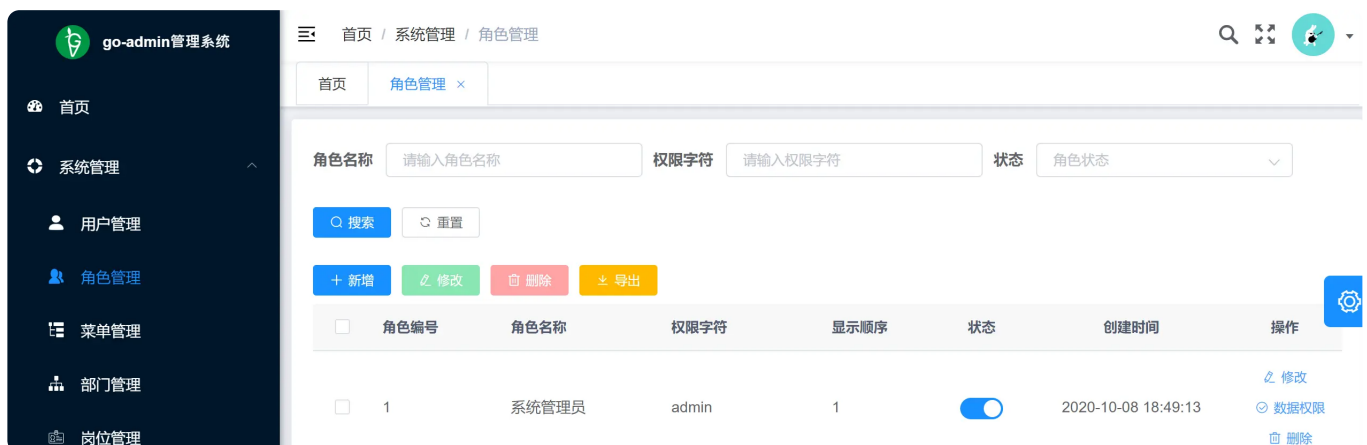 go-admin管理系统
首页 / 系统管理 / 角色管理
首页
角色管理 ×
首页
系统管理
用户管理
角色管理
菜单管理
部门管理
岗位管理
角色名称 请输入角色名称 权限字符 请输入权限字符 状态 角色状态
搜索 重置
+ 新增 修改 删除 导出
角色编号 角色名称 权限字符 显示顺序 状态 创建时间 操作
修改
1 系统管理员 admin 1 2020-10-08 18:49:13 数据权限
删除